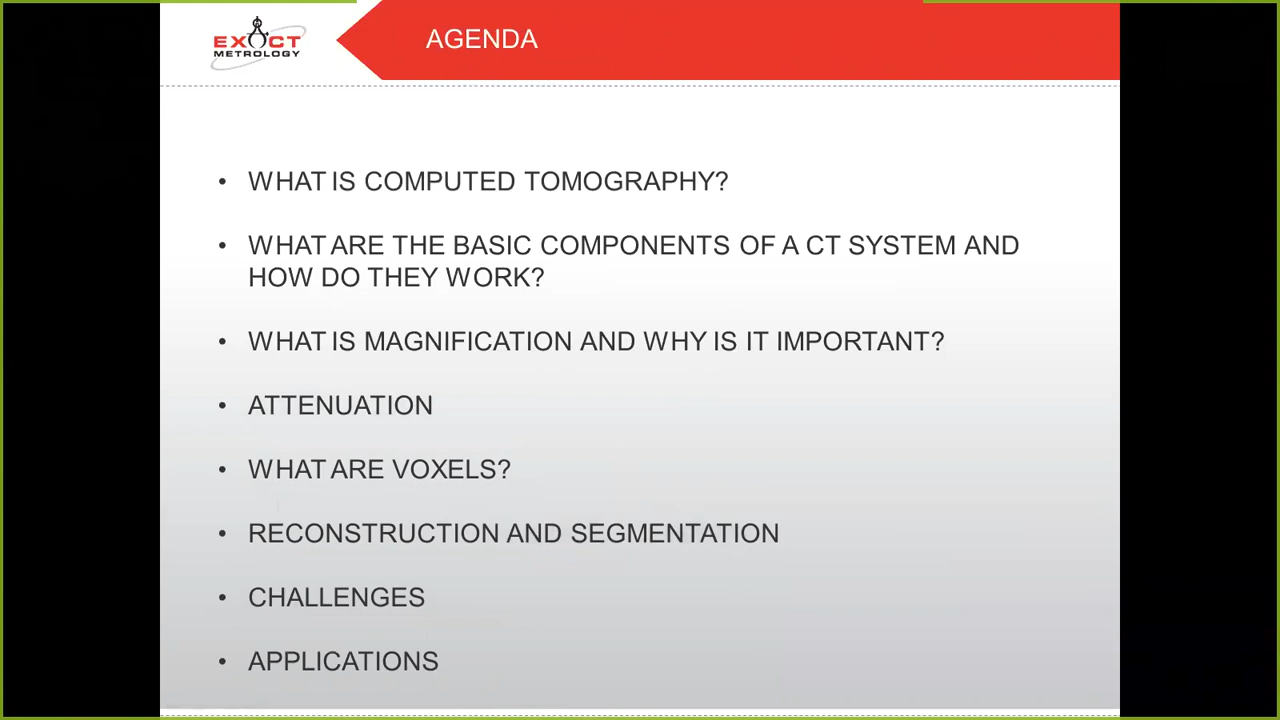 EXACT
METROLOGY
AGENDA
• WHAT IS COMPUTED TOMOGRAPHY?
• WHAT ARE THE BASIC COMPONENTS OF A CT SYSTEM AND
HOW DO THEY WORK?
• WHAT IS MAGNIFICATION AND WHY IS IT IMPORTANT?
• ATTENUATION
• WHAT ARE VOXELS?
• RECONSTRUCTION AND SEGMENTATION
• CHALLENGES
• APPLICATIONS